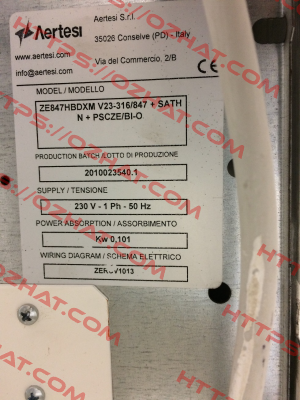 Aertesi
Aertesi S.r.l.
35026 Conselve (PD) - Italy
www.aertesi.com
Via del Commercio, 2/B
info@aertesi.com
CE
MODEL / MODELLO
ZE847HBDXM V23-316/847 + SATH
N + PSCZE/BI-O
PRODUCTION BATCH /LOTTO DI PRODUZIONE
2010023540.1
SUPPLY / TENSIONE
230 V - 1 Ph - 50 Hz
POWER ABSORPTION / ASSORBIMENTO
Kw 0,101
WIRING DIAGRAM / SCHEMA ELETTRICO
HTTPS://OZHAT.COM